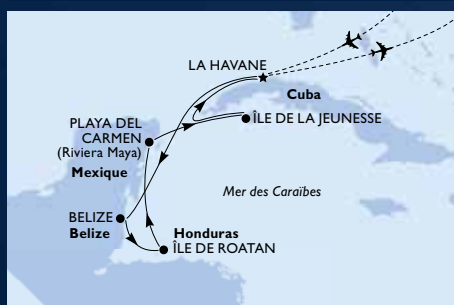 LA HAVANE
Cuba
ÎLE DE LA JEUNESSE
PLAYA DEL
CARMEN
(Riviera Maya)
Mexique
Mer des Caraïbes
BELIZE
Belize
Honduras
ÎLE DE ROATAN